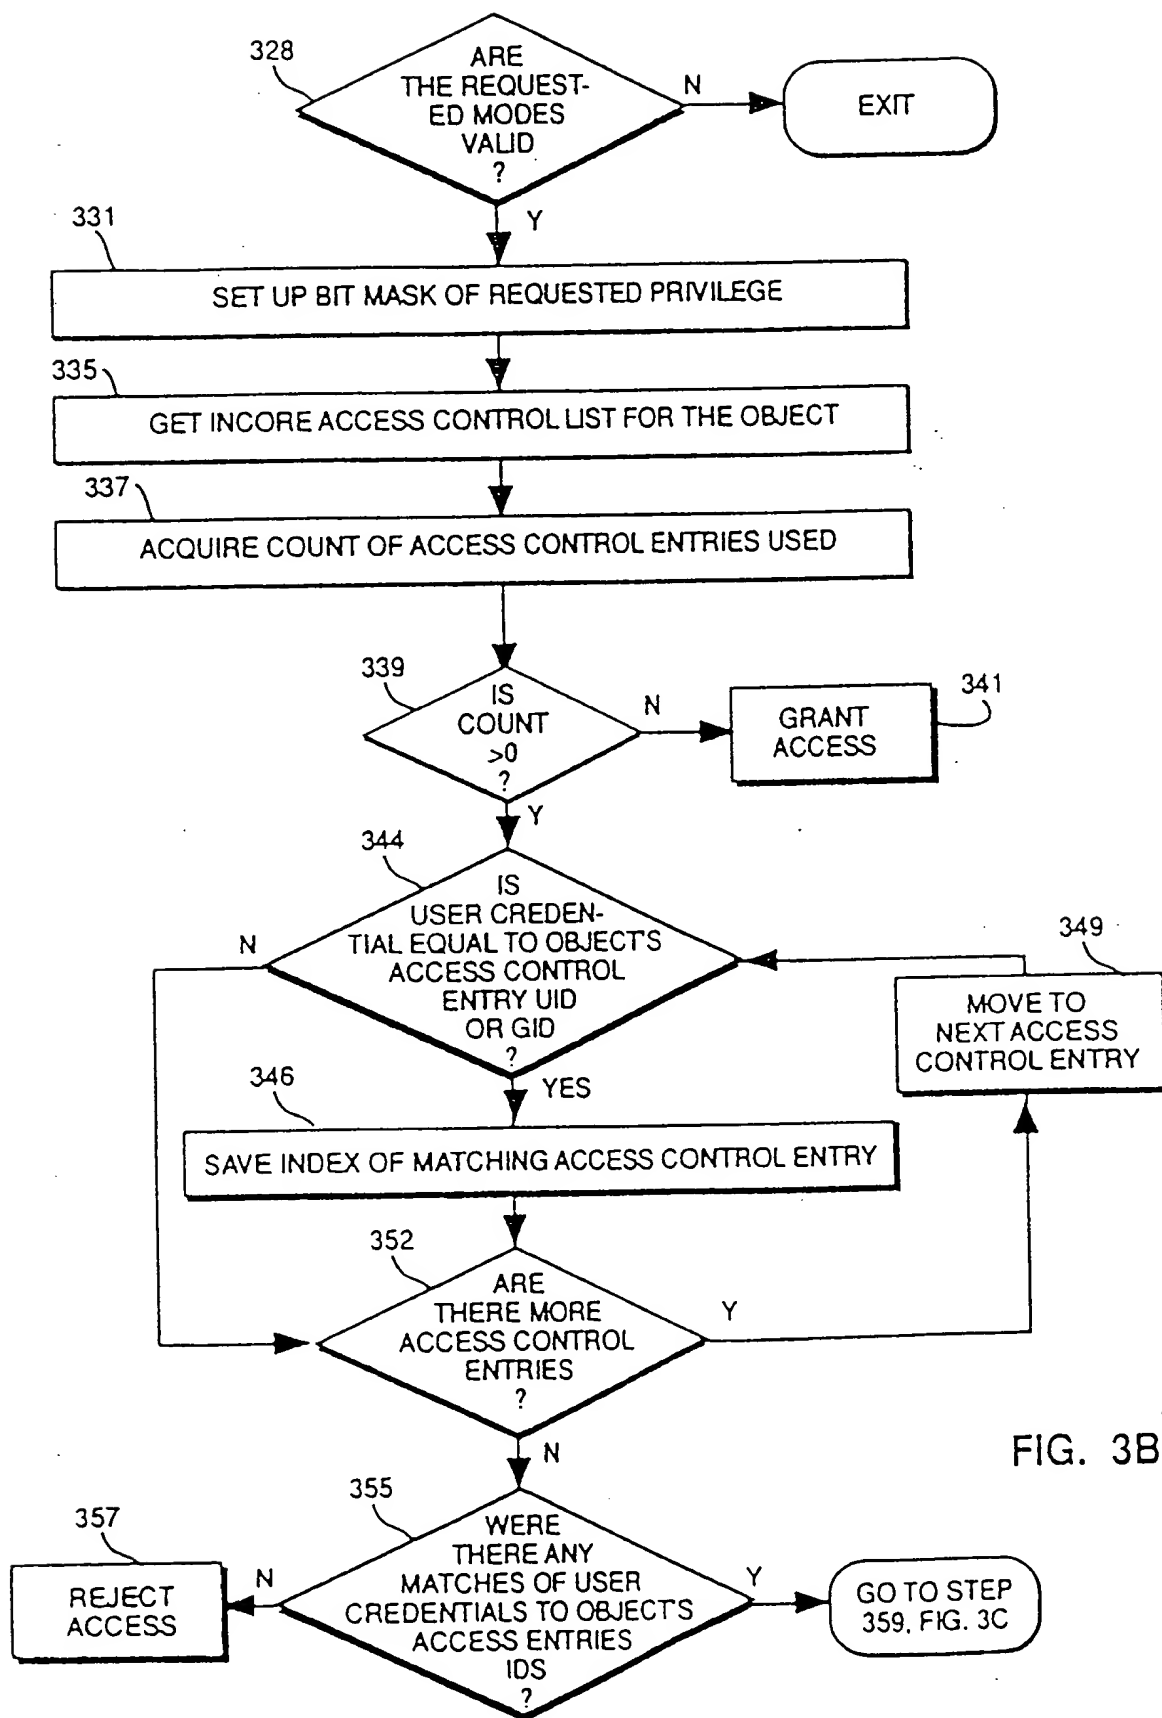 328
ARE
THE REQUEST-
ED MODES
VALID
?
N
EXIT
Y
331
SET UP BIT MASK OF REQUESTED PRIVILEGE
335
GET INCORE ACCESS CONTROL LIST FOR THE OBJECT
337
ACQUIRE COUNT OF ACCESS CONTROL ENTRIES USED
339
IS
COUNT
>0
?
N
GRANT
ACCESS
341
Y
344
IS
USER CREDEN-
TIAL EQUAL TO OBJECT'S
ACCESS CONTROL
ENTRY UID
OR GID
?
N
349
MOVE TO
NEXT ACCESS
CONTROL ENTRY
YES
346
SAVE INDEX OF MATCHING ACCESS CONTROL ENTRY
352
ARE
THERE MORE
ACCESS CONTROL
ENTRIES
?
Y
N
FIG. 3B
355
WERE
THERE ANY
MATCHES OF USER
CREDENTIALS TO OBJECT'S
ACCESS ENTRIES
IDS
?
357
N
REJECT
ACCESS
Y
GO TO STEP
359, FIG. 3C